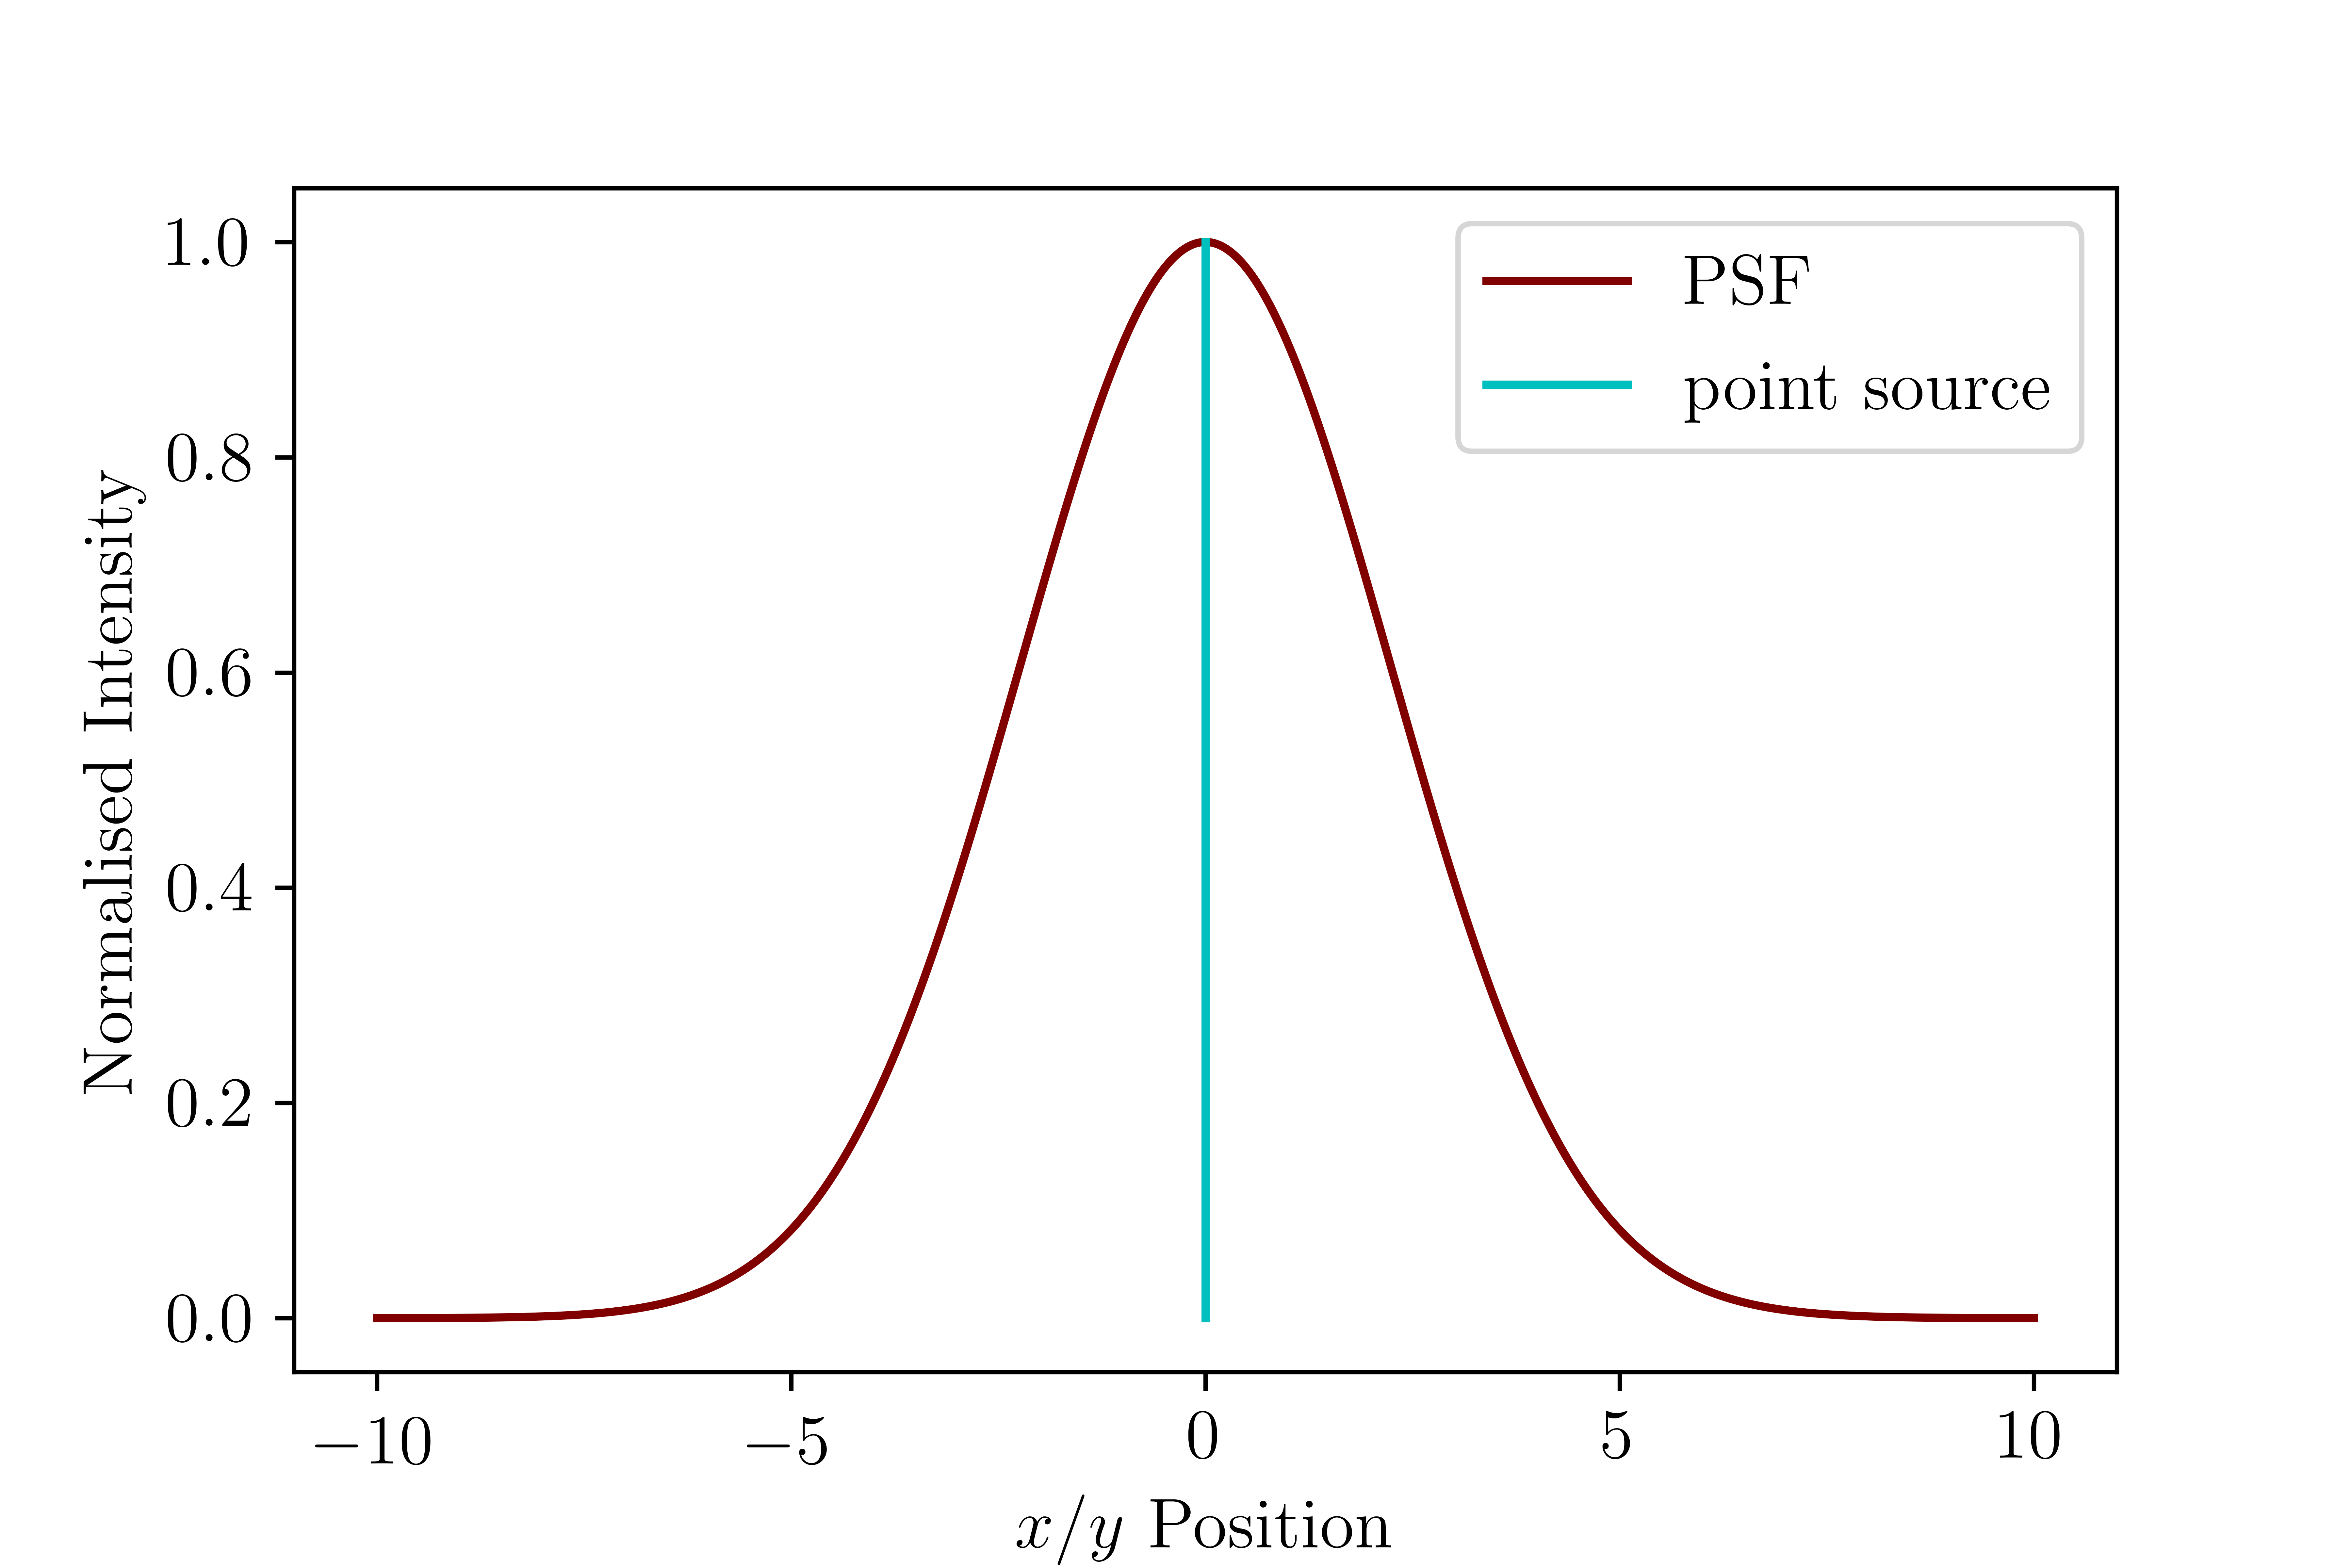 1.0
0.8
0.6
0.4
0.2
0.0
Normalised Intensity
PSF
point source
−10
−5
0
5
10
x/y Position